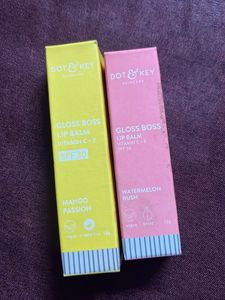 DOT & KEY
SKINCARE
GLOSS BOSS
LIP BALM
VITAMIN C + E
SPF 30
MANGO
PASSION
DOT & KEY
SKINCARE
GLOSS BOSS
LIP BALM
VITAMIN C + E
SPF 30
WATERMELON
RUSH